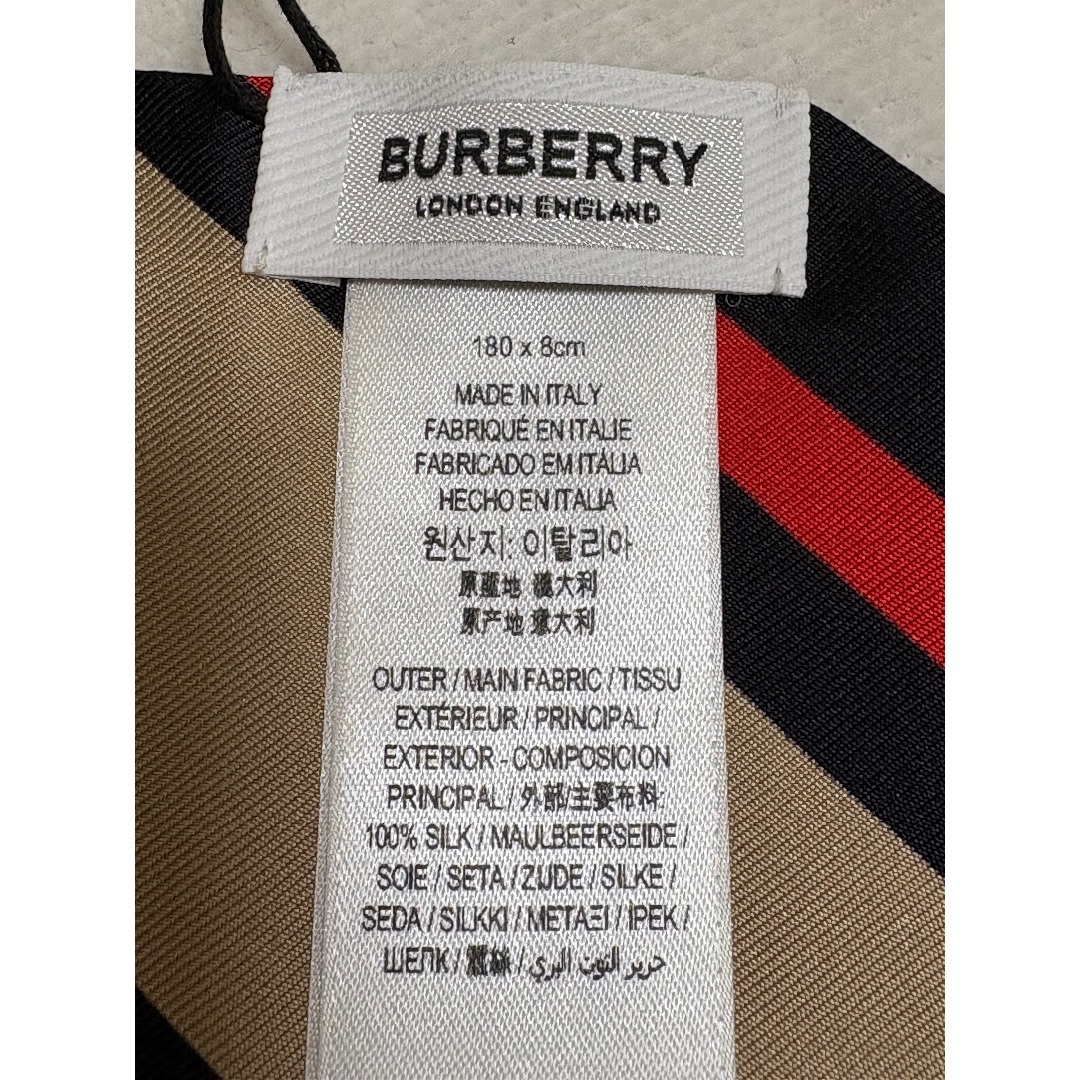 BURBERRY
LONDON ENGLAND
180 x 8cm
MADE IN ITALY
FABRIQUÉ EN ITALIE
FABRICADO EM ITÁLIA
HECHO EN ITALIA
원산지: 이탈리아
原產地 義大利
原产地 意大利
OUTER / MAIN FABRIC / TISSU
EXTÉRIEUR / PRINCIPAL /
EXTERIOR - COMPOSICION
PRINCIPAL / 外部/主要布料
100% SILK / MAULBEERSEIDE /
SOIE / SETA / ZIJDE / SILKE /
SEDA / SILKKI / ΜΕΤΑΞΙ / IPEK /
ШЕЛК / 蠶絲 / حرير التوت البري